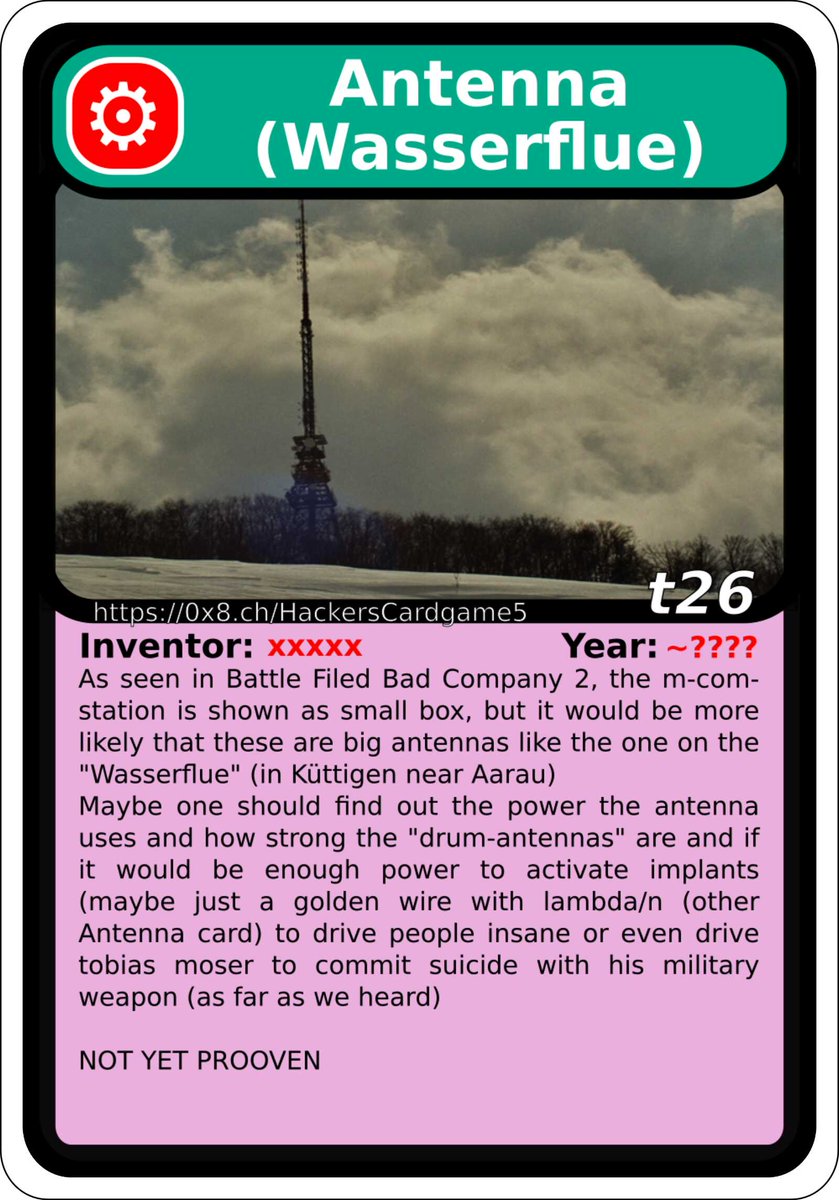 Antenna
(Wasserflue)
t26
https://0x8.ch/HackersCardgame5
Inventor: xxxxx Year: ~????
As seen in Battle Filed Bad Company 2, the m-com-
station is shown as small box, but it would be more
likely that these are big antennas like the one on the
"Wasserflue" (in Küttigen near Aarau)
Maybe one should find out the power the antenna
uses and how strong the "drum-antennas" are and if
it would be enough power to activate implants
(maybe just a golden wire with lambda/n (other
Antenna card) to drive people insane or even drive
tobias moser to commit suicide with his military
weapon (as far as we heard)
NOT YET PROOVEN